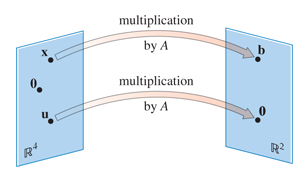 multiplication
x
b
by A
0
multiplication
u
by A
0
ℝ⁴
ℝ²